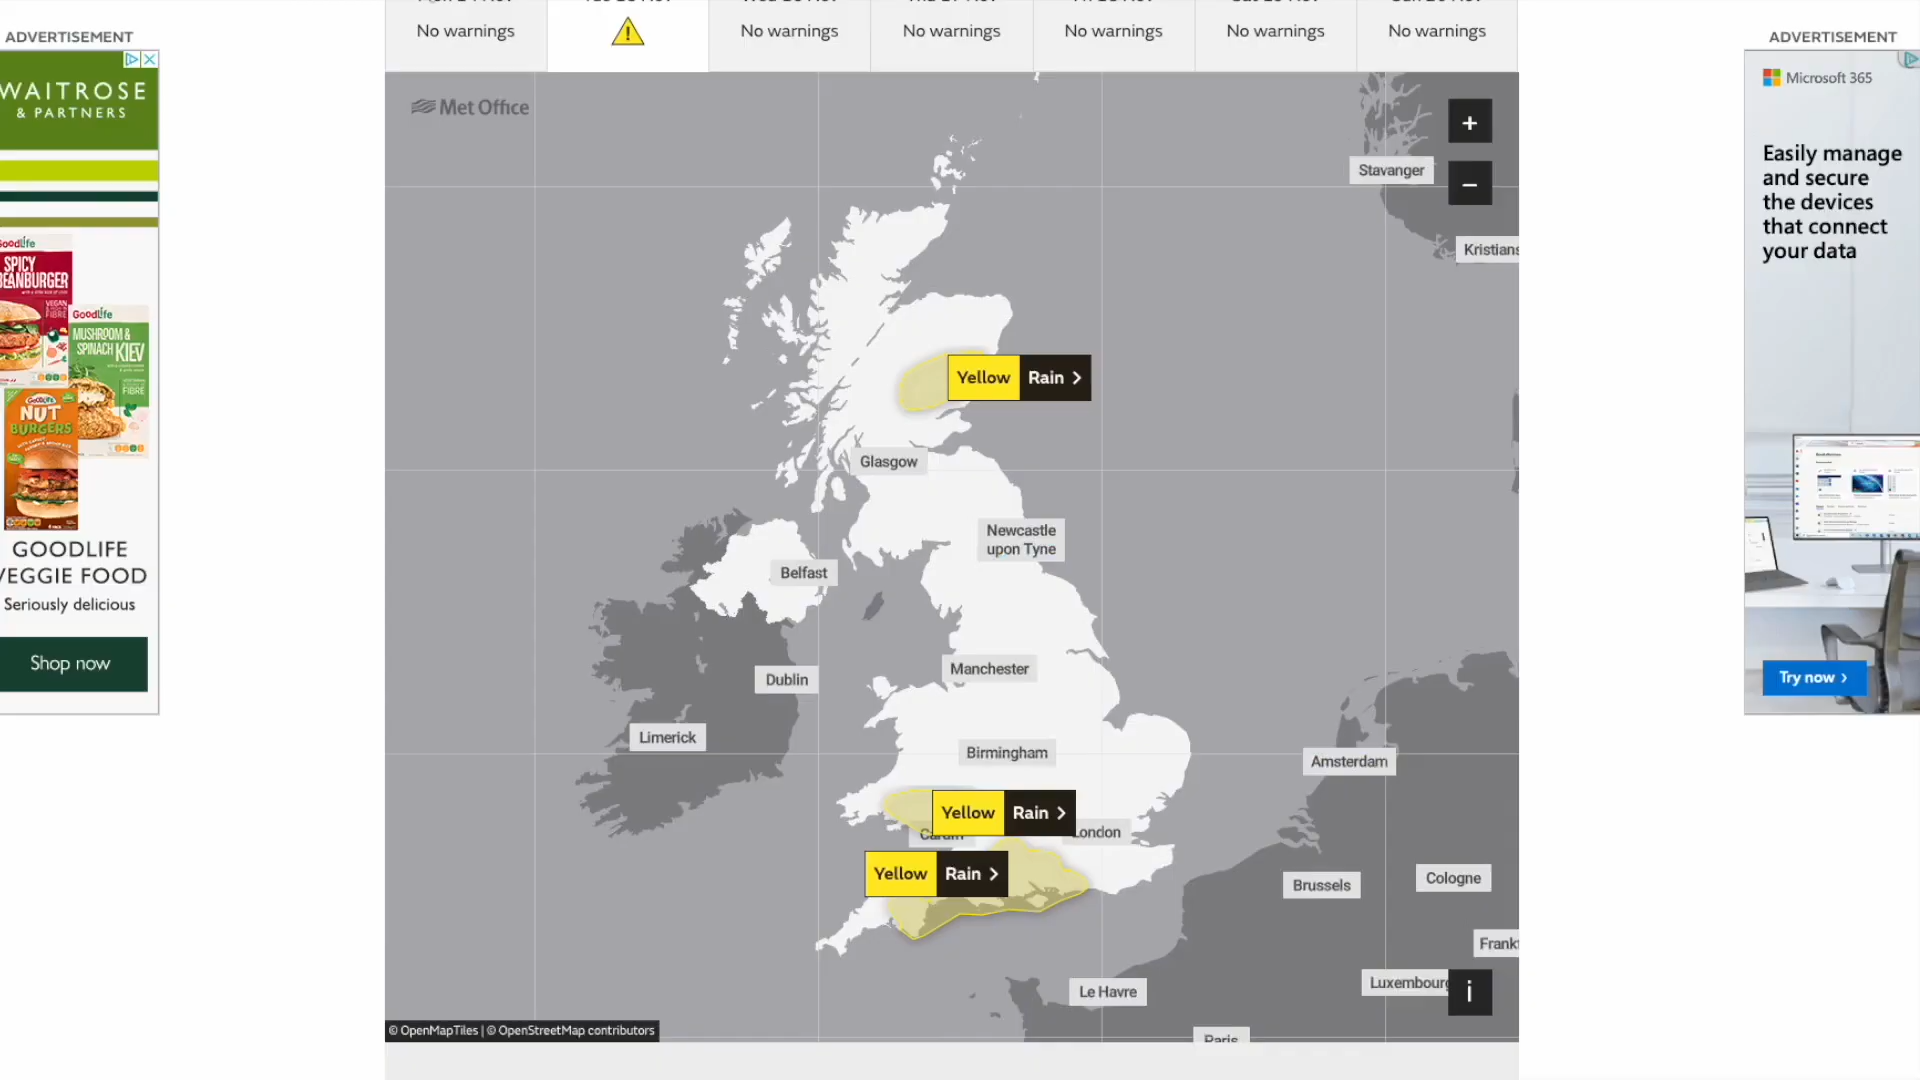 No warnings
No warnings
No warnings
No warnings
No warnings
No warnings
ADVERTISEMENT
WAITROSE
& PARTNERS
GOODLIFE
VEGGIE FOOD
Seriously delicious
Shop now
Met Office
+
−
Stavanger
Kristians
Yellow Rain >
Glasgow
Newcastle
upon Tyne
Belfast
Manchester
Dublin
Limerick
Birmingham
Amsterdam
Yellow Rain >
London
Yellow Rain >
Brussels
Cologne
Frankf
Luxembourg
Le Havre
i
© OpenMapTiles | © OpenStreetMap contributors
ADVERTISEMENT
Microsoft 365
Easily manage
and secure
the devices
that connect
your data
Try now >
GoodLife
SPICY
BEANBURGER
GoodLife
MUSHROOM &
SPINACH KIEV
GoodLife
NUT
BURGERS